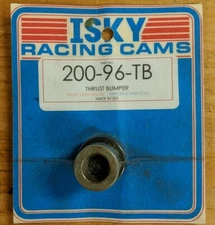 ISKY
RACING CAMS
200-96-TB
THRUST BUMPER